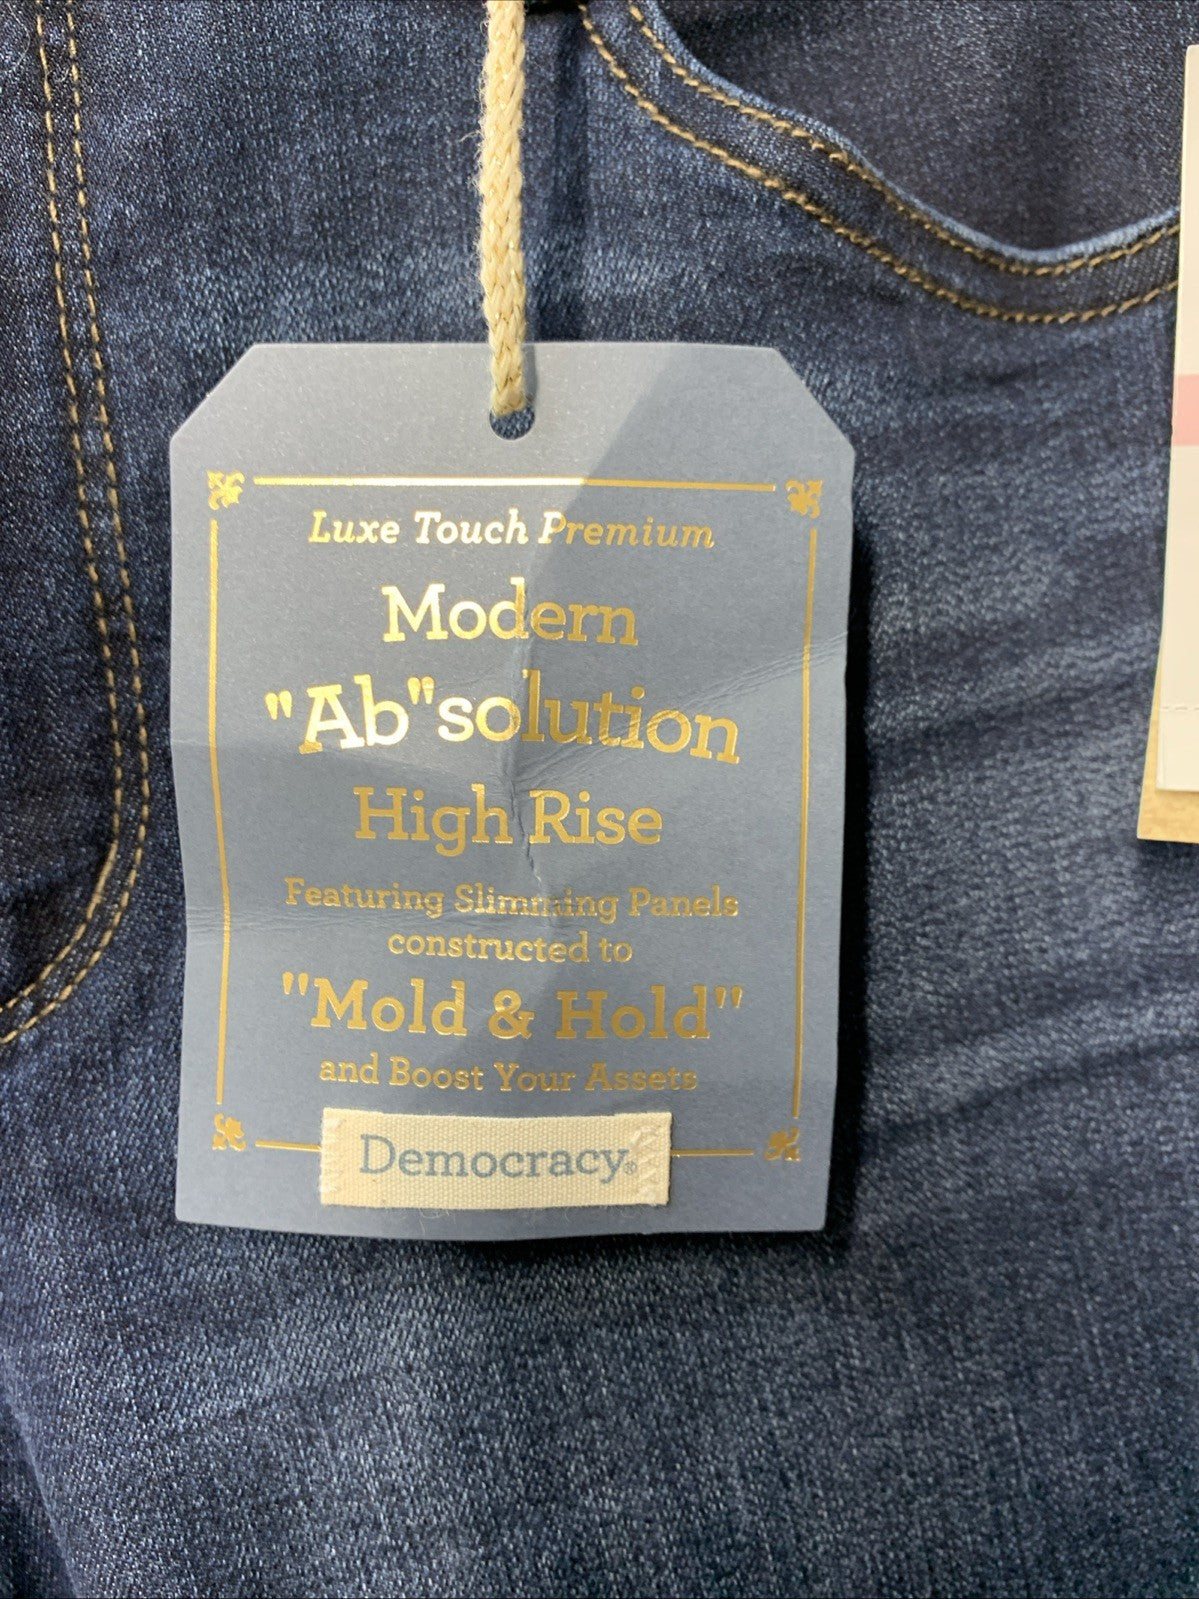 Luxe Touch Premium
Modern
"Ab"solution
High Rise
Featuring Slimming Panels
constructed to
"Mold & Hold"
and Boost Your Assets
Democracy®